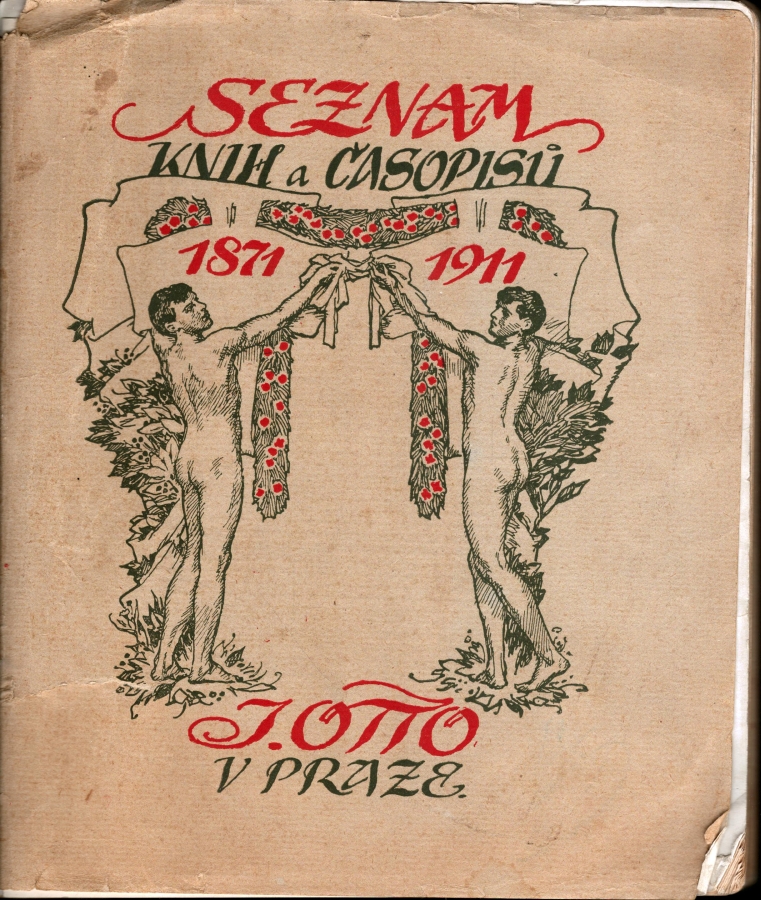 SEZNAM
KNIH a ČASOPISŮ
1871 1911
J. OTTO
V PRAZE.